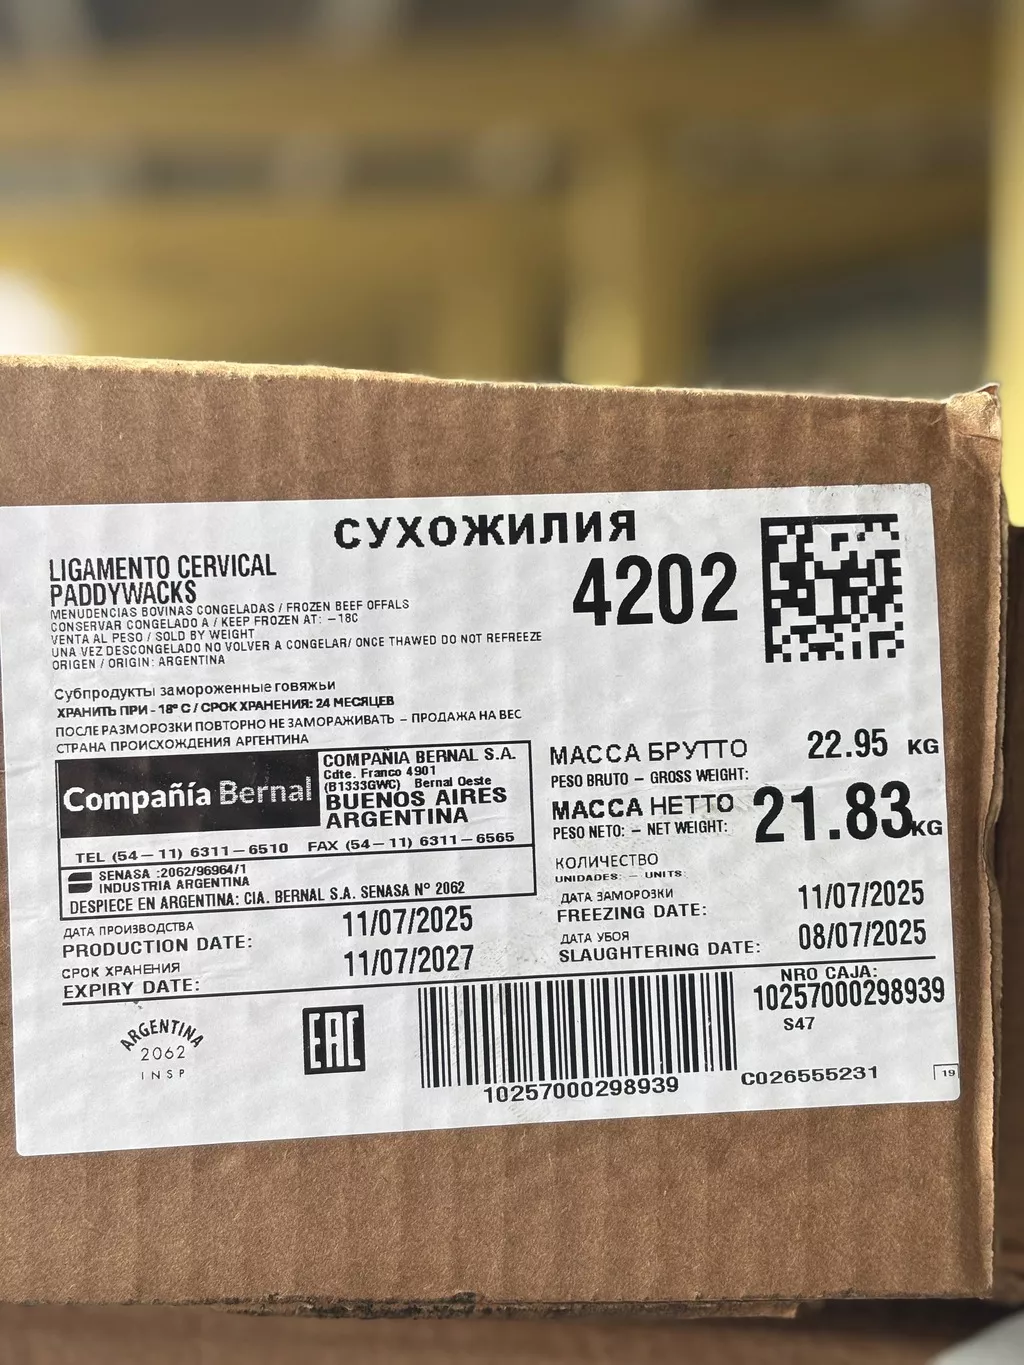 СУХОЖИЛИЯ
LIGAMENTO CERVICAL
PADDYWACKS
4202
MENUDENCIAS BOVINAS CONGELADAS / FROZEN BEEF OFFALS
CONSERVAR CONGELADO A / KEEP FROZEN AT: -18C
VENTA AL PESO / SOLD BY WEIGHT
UNA VEZ DESCONGELADO NO VOLVER A CONGELAR/ ONCE THAWED DO NOT REFREEZE
ORIGEN / ORIGIN: ARGENTINA
Субпродукты замороженные говяжьи
ХРАНИТЬ ПРИ - 18° С / СРОК ХРАНЕНИЯ: 24 МЕСЯЦЕВ
ПОСЛЕ РАЗМОРОЗКИ ПОВТОРНО НЕ ЗАМОРАЖИВАТЬ – ПРОДАЖА НА ВЕС
СТРАНА ПРОИСХОЖДЕНИЯ АРГЕНТИНА
Compañía Bernal
COMPAÑIA BERNAL S.A.
Cdte. Franco 4901
(B1333GWC) Bernal Oeste
BUENOS AIRES
ARGENTINA
TEL (54-11) 6311-6510 FAX (54-11) 6311-6565
SENASA :2062/96964/1
INDUSTRIA ARGENTINA
DESPIECE EN ARGENTINA: CIA. BERNAL S.A. SENASA N° 2062
МАССА БРУТТО 22.95 KG
PESO BRUTO – GROSS WEIGHT:
МАССА НЕТТО 21.83 KG
PESO NETO: – NET WEIGHT:
КОЛИЧЕСТВО
UNIDADES: – UNITS:
ДАТА ЗАМОРОЗКИ
FREEZING DATE: 11/07/2025
ДАТА УБОЯ
SLAUGHTERING DATE: 08/07/2025
ДАТА ПРОИЗВОДСТВА
PRODUCTION DATE: 11/07/2025
СРОК ХРАНЕНИЯ
EXPIRY DATE: 11/07/2027
ARGENTINA
2062
INSP
EAC
10257000298939
NRO CAJA:
10257000298939
S47
C026555231
19